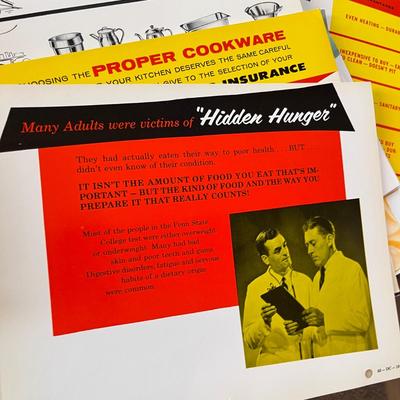 CHOOSING THE PROPER COOKWARE
YOUR KITCHEN DESERVES THE SAME CAREFUL
GIVE TO THE SELECTION OF YOUR
INSURANCE
EVEN HEATING - DURABLE
INEXPENSIVE TO BUY -
TO CLEAN - DOESN'T PIT
Many Adults were victims of "Hidden Hunger"
They had actually eaten their way to poor health . . . BUT . . .
didn't even know of their condition.
IT ISN'T THE AMOUNT OF FOOD YOU EAT THAT'S IM-
PORTANT — BUT THE KIND OF FOOD AND THE WAY YOU
PREPARE IT THAT REALLY COUNTS!
Most of the people in the Penn State
College test were either overweight
or underweight. Many had bad
skin and poor teeth and gums.
Digestive disorders, fatigue and nervous
habits of a dietary origin
were common.